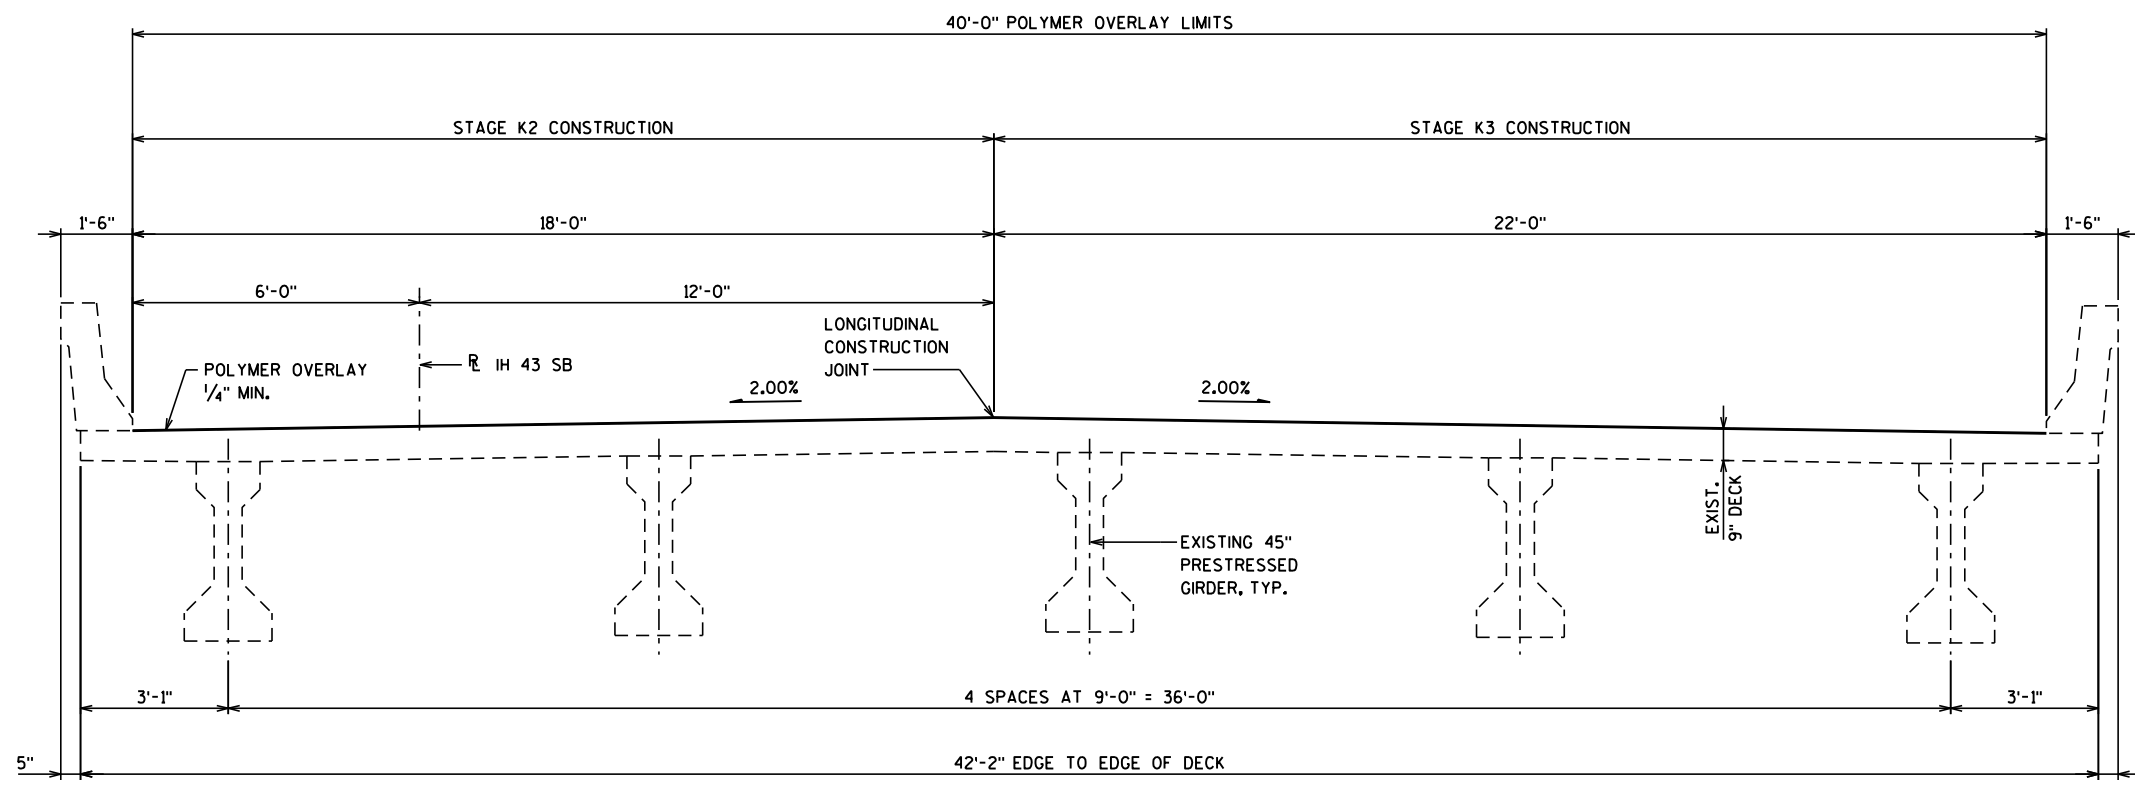 40'-0" POLYMER OVERLAY LIMITS
STAGE K2 CONSTRUCTION
STAGE K3 CONSTRUCTION
1'-6"
18'-0"
22'-0"
1'-6"
6'-0"
12'-0"
LONGITUDINAL
CONSTRUCTION
JOINT
POLYMER OVERLAY
1/4" MIN.
RL IH 43 SB
2.00%
2.00%
EXIST.
9" DECK
EXISTING 45"
PRESTRESSED
GIRDER, TYP.
3'-1"
4 SPACES AT 9'-0" = 36'-0"
3'-1"
5"
42'-2" EDGE TO EDGE OF DECK